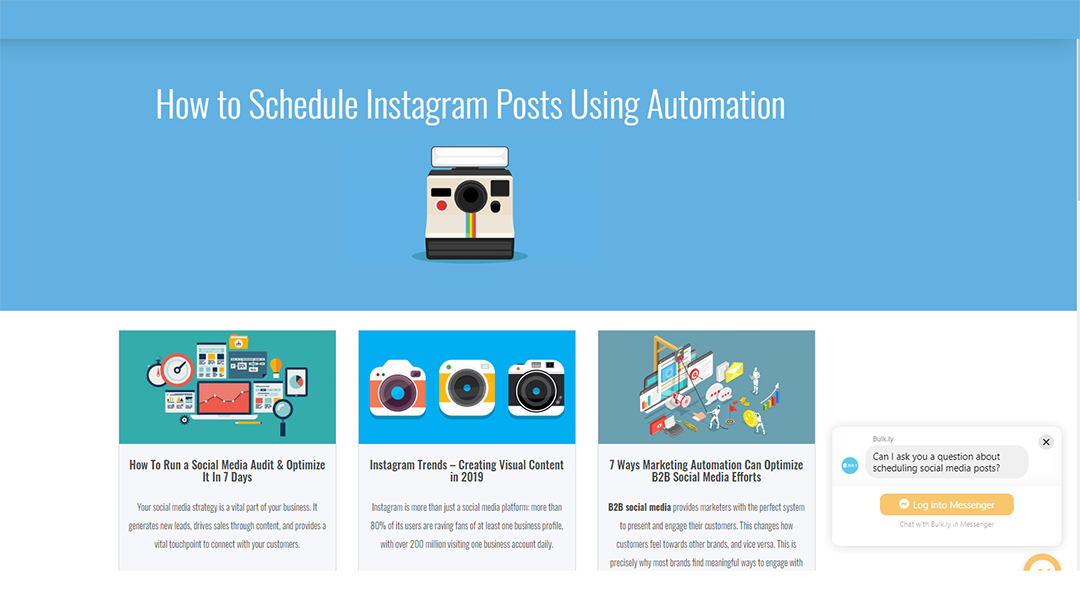 How to Schedule Instagram Posts Using Automation
How To Run a Social Media Audit & Optimize
It In 7 Days
Your social media strategy is a vital part of your business. It
generates new leads, drives sales through content, and provides a
vital touchpoint to connect with your customers.
Instagram Trends – Creating Visual Content
in 2019
Instagram is more than just a social media platform: more than
80% of its users are raving fans of at least one business profile,
with over 200 million visiting one business account daily.
7 Ways Marketing Automation Can Optimize
B2B Social Media Efforts
B2B social media provides marketers with the perfect system
to present and engage their customers. This changes how
customers feel towards other brands, and vice versa. This is
precisely why most brands find meaningful ways to engage with
Bulk.ly
Can I ask you a question about
scheduling social media posts?
Log into Messenger
Chat with Bulk.ly in Messenger